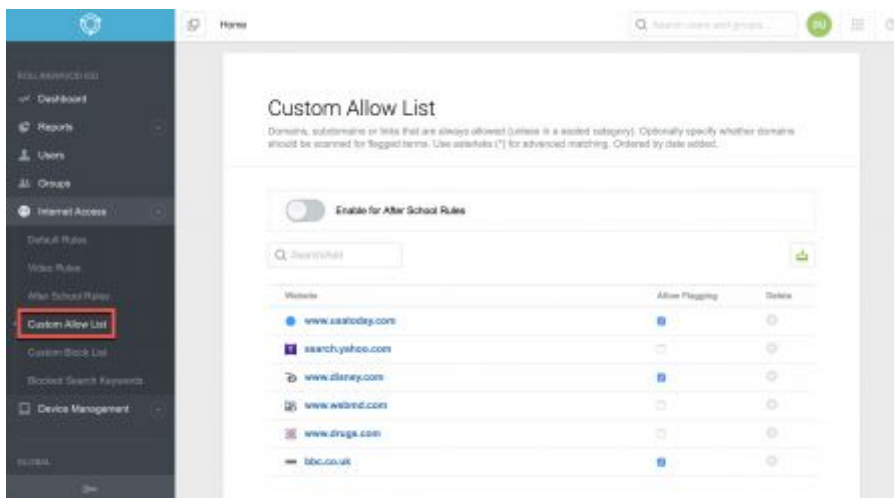 Home
Search users and groups
DU
Dashboard
Reports
Users
Groups
Internet Access
Default Rules
Video Rules
After School Rules
Custom Allow List
Custom Block List
Blocked Search Keywords
Device Management
GLOBAL
Custom Allow List
Domains, subdomains or links that are always allowed (unless in a sealed category). Optionally specify whether domains
should be scanned for flagged terms. Use asterisks (*) for advanced matching. Ordered by date added.
Enable for After School Rules
Search/Add
Website Allow Flagging Delete
www.usatoday.com
search.yahoo.com
www.disney.com
www.webmd.com
www.drugs.com
bbc.co.uk